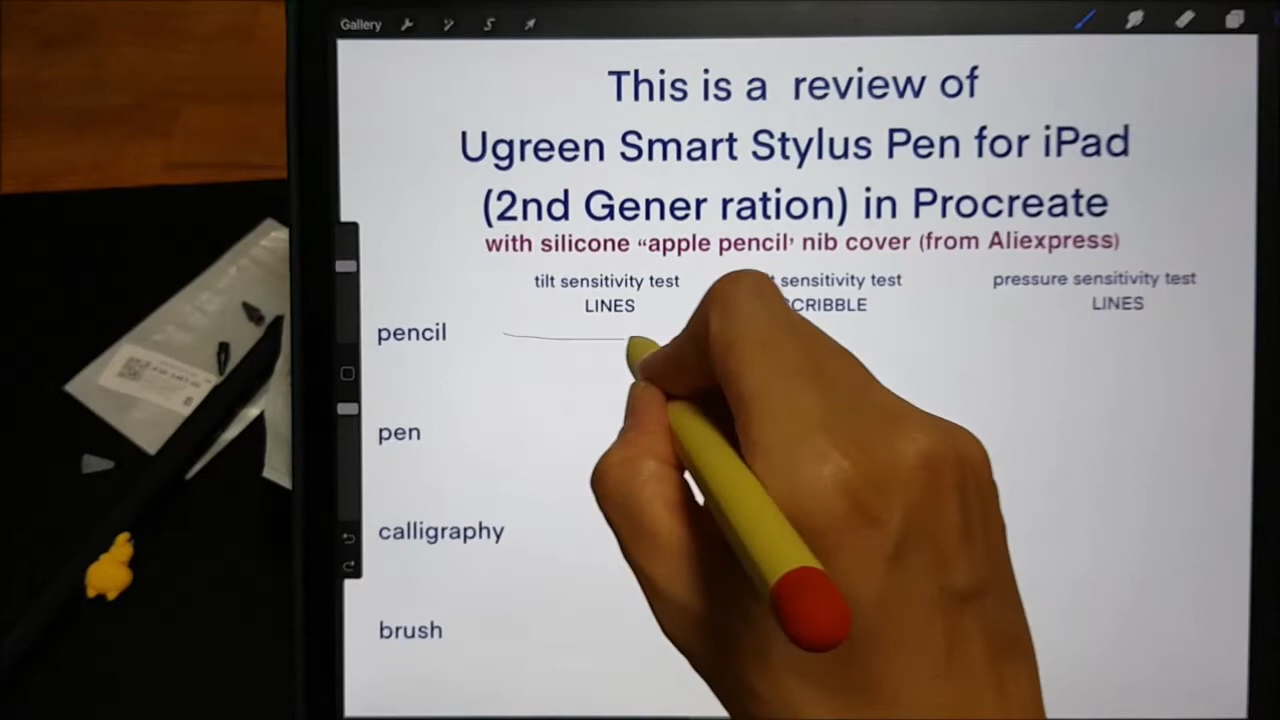 Gallery
This is a review of
Ugreen Smart Stylus Pen for iPad
(2nd Gener ration) in Procreate
with silicone “apple pencil’ nib cover (from Aliexpress)
tilt sensitivity test
LINES
sensitivity test
SCRIBBLE
pressure sensitivity test
LINES
pencil
pen
calligraphy
brush